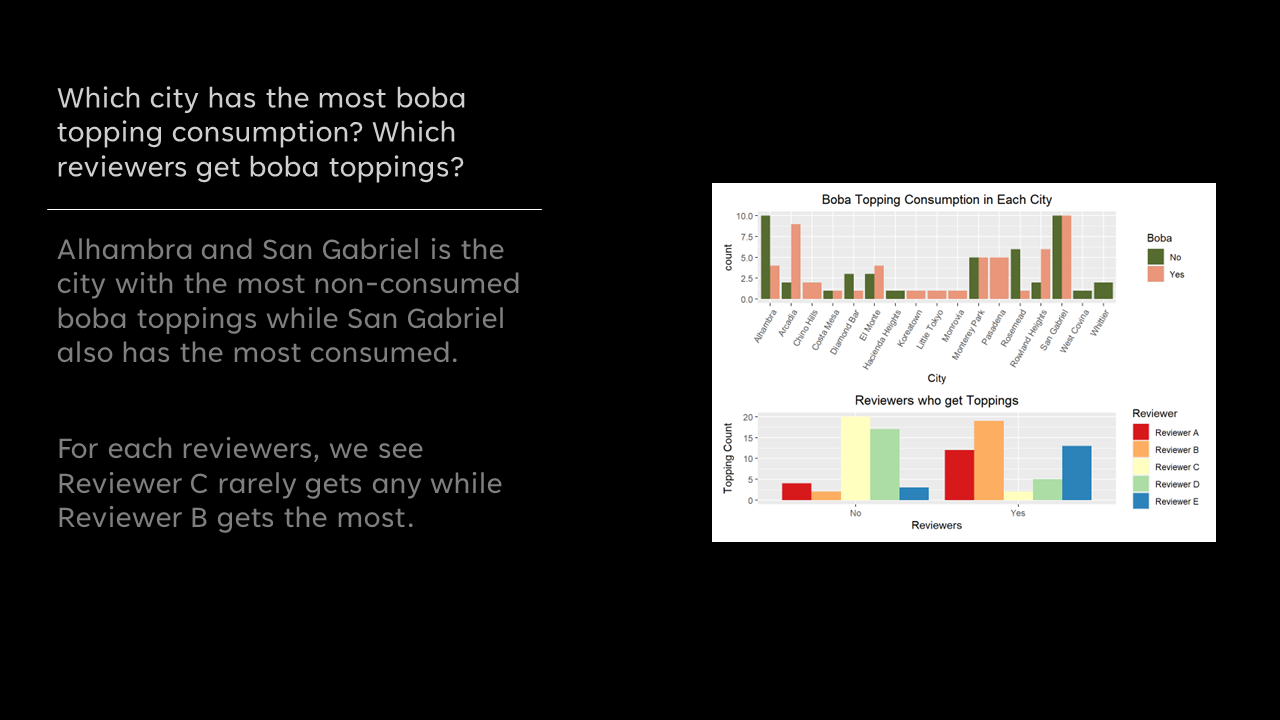 Which city has the most boba
topping consumption? Which
reviewers get boba toppings?
Alhambra and San Gabriel is the
city with the most non-consumed
boba toppings while San Gabriel
also has the most consumed.
For each reviewers, we see
Reviewer C rarely gets any while
Reviewer B gets the most.
Boba Topping Consumption in Each City
count
10.0
7.5
5.0
2.5
0.0
Alhambra
Arcadia
Chino Hills
Costa Mesa
Diamond Bar
El Monte
Hacienda Heights
Koreatown
Little Tokyo
Monrovia
Monterey Park
Pasadena
Rosemead
Rowland Heights
San Gabriel
West Covina
Whittier
City
Boba
No
Yes
Reviewers who get Toppings
Topping Count
20
15
10
5
0
No
Yes
Reviewers
Reviewer
Reviewer A
Reviewer B
Reviewer C
Reviewer D
Reviewer E